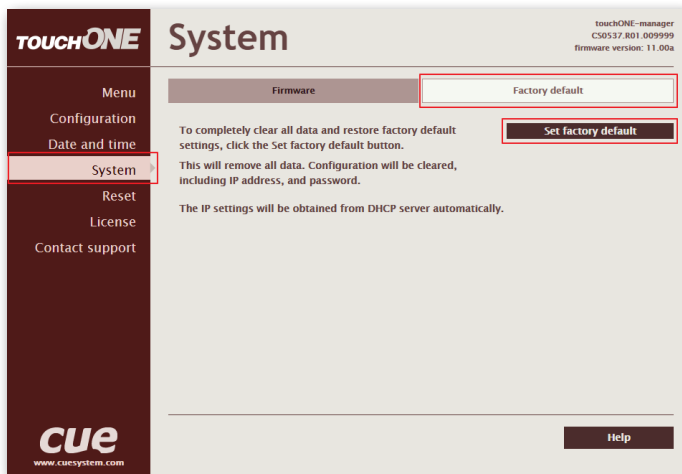 TOUCHONE
System
touchONE-manager
CS0537.R01.009999
firmware version: 11.00a
Menu
Configuration
Date and time
System
Reset
License
Contact support
Firmware
Factory default
To completely clear all data and restore factory default
settings, click the Set factory default button.
Set factory default
This will remove all data. Configuration will be cleared,
including IP address, and password.
The IP settings will be obtained from DHCP server automatically.
cue
www.cuesystem.com
Help